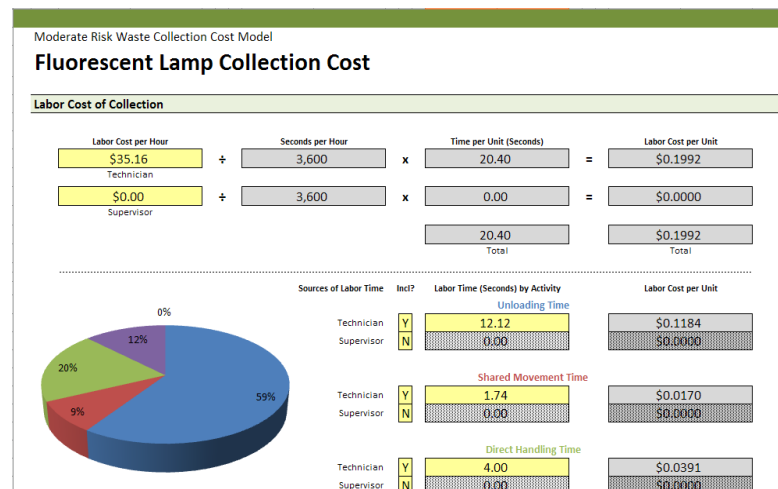 Moderate Risk Waste Collection Cost Model
Fluorescent Lamp Collection Cost
Labor Cost of Collection
Labor Cost per Hour Seconds per Hour Time per Unit (Seconds) Labor Cost per Unit
$35.16 ÷ 3,600 x 20.40 = $0.1992
Technician
$0.00 ÷ 3,600 x 0.00 = $0.0000
Supervisor
20.40 $0.1992
Total Total
Sources of Labor Time Incl? Labor Time (Seconds) by Activity Labor Cost per Unit
Unloading Time
Technician Y 12.12 $0.1184
Supervisor N 0.00 $0.0000
Shared Movement Time
Technician Y 1.74 $0.0170
Supervisor N 0.00 $0.0000
Direct Handling Time
Technician Y 4.00 $0.0391
Supervisor N 0.00 $0.0000
0%
12%
20%
59%
9%